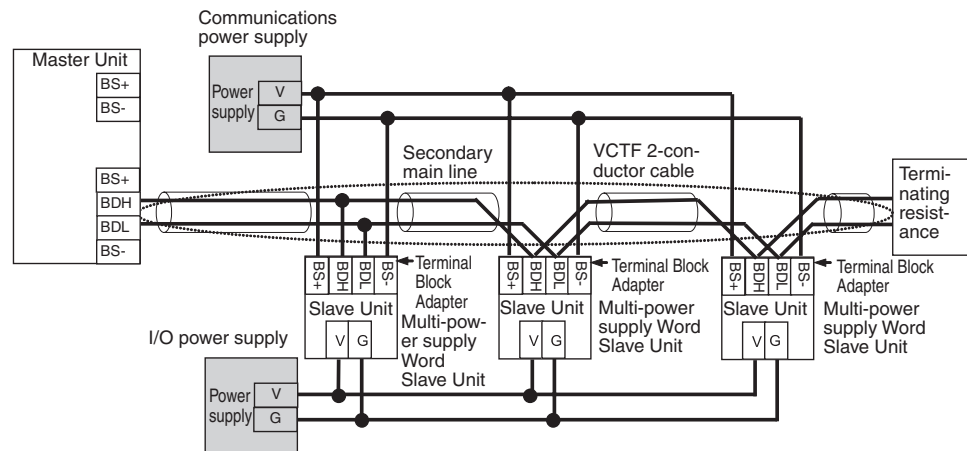 Communications
power supply
Master Unit
BS+
BS-
BS+
BDH
BDL
BS-
Power
supply
V
G
Secondary
main line
VCTF 2-con-
ductor cable
Termi-
nating
resist-
ance
BS+
BDH
BDL
BS-
Slave Unit
V
G
Terminal
Block
Adapter
Multi-pow-
er supply
Word
Slave Unit
BS+
BDH
BDL
BS-
Slave Unit
V
G
Terminal Block
Adapter
Multi-power
supply Word
Slave Unit
BS+
BDH
BDL
BS-
Slave Unit
V
G
Terminal Block
Adapter
Multi-power
supply Word
Slave Unit
I/O power supply
Power
supply
V
G